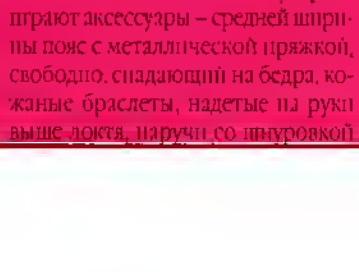 играют аксессуары – средней шири-
ны пояс с металлической пряжкой,
свободно, спадающий на бедра, ко-
жаные браслеты, надетые на руки
выше локтя, наручи со шнуровкой